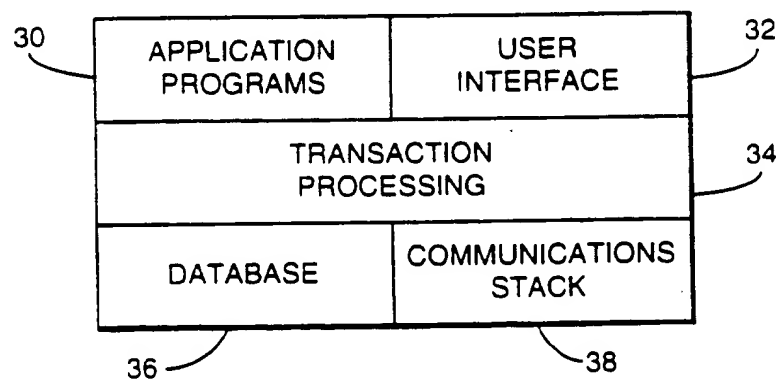 30
APPLICATION
PROGRAMS
USER
INTERFACE
32
TRANSACTION
PROCESSING
34
DATABASE
COMMUNICATIONS
STACK
36
38